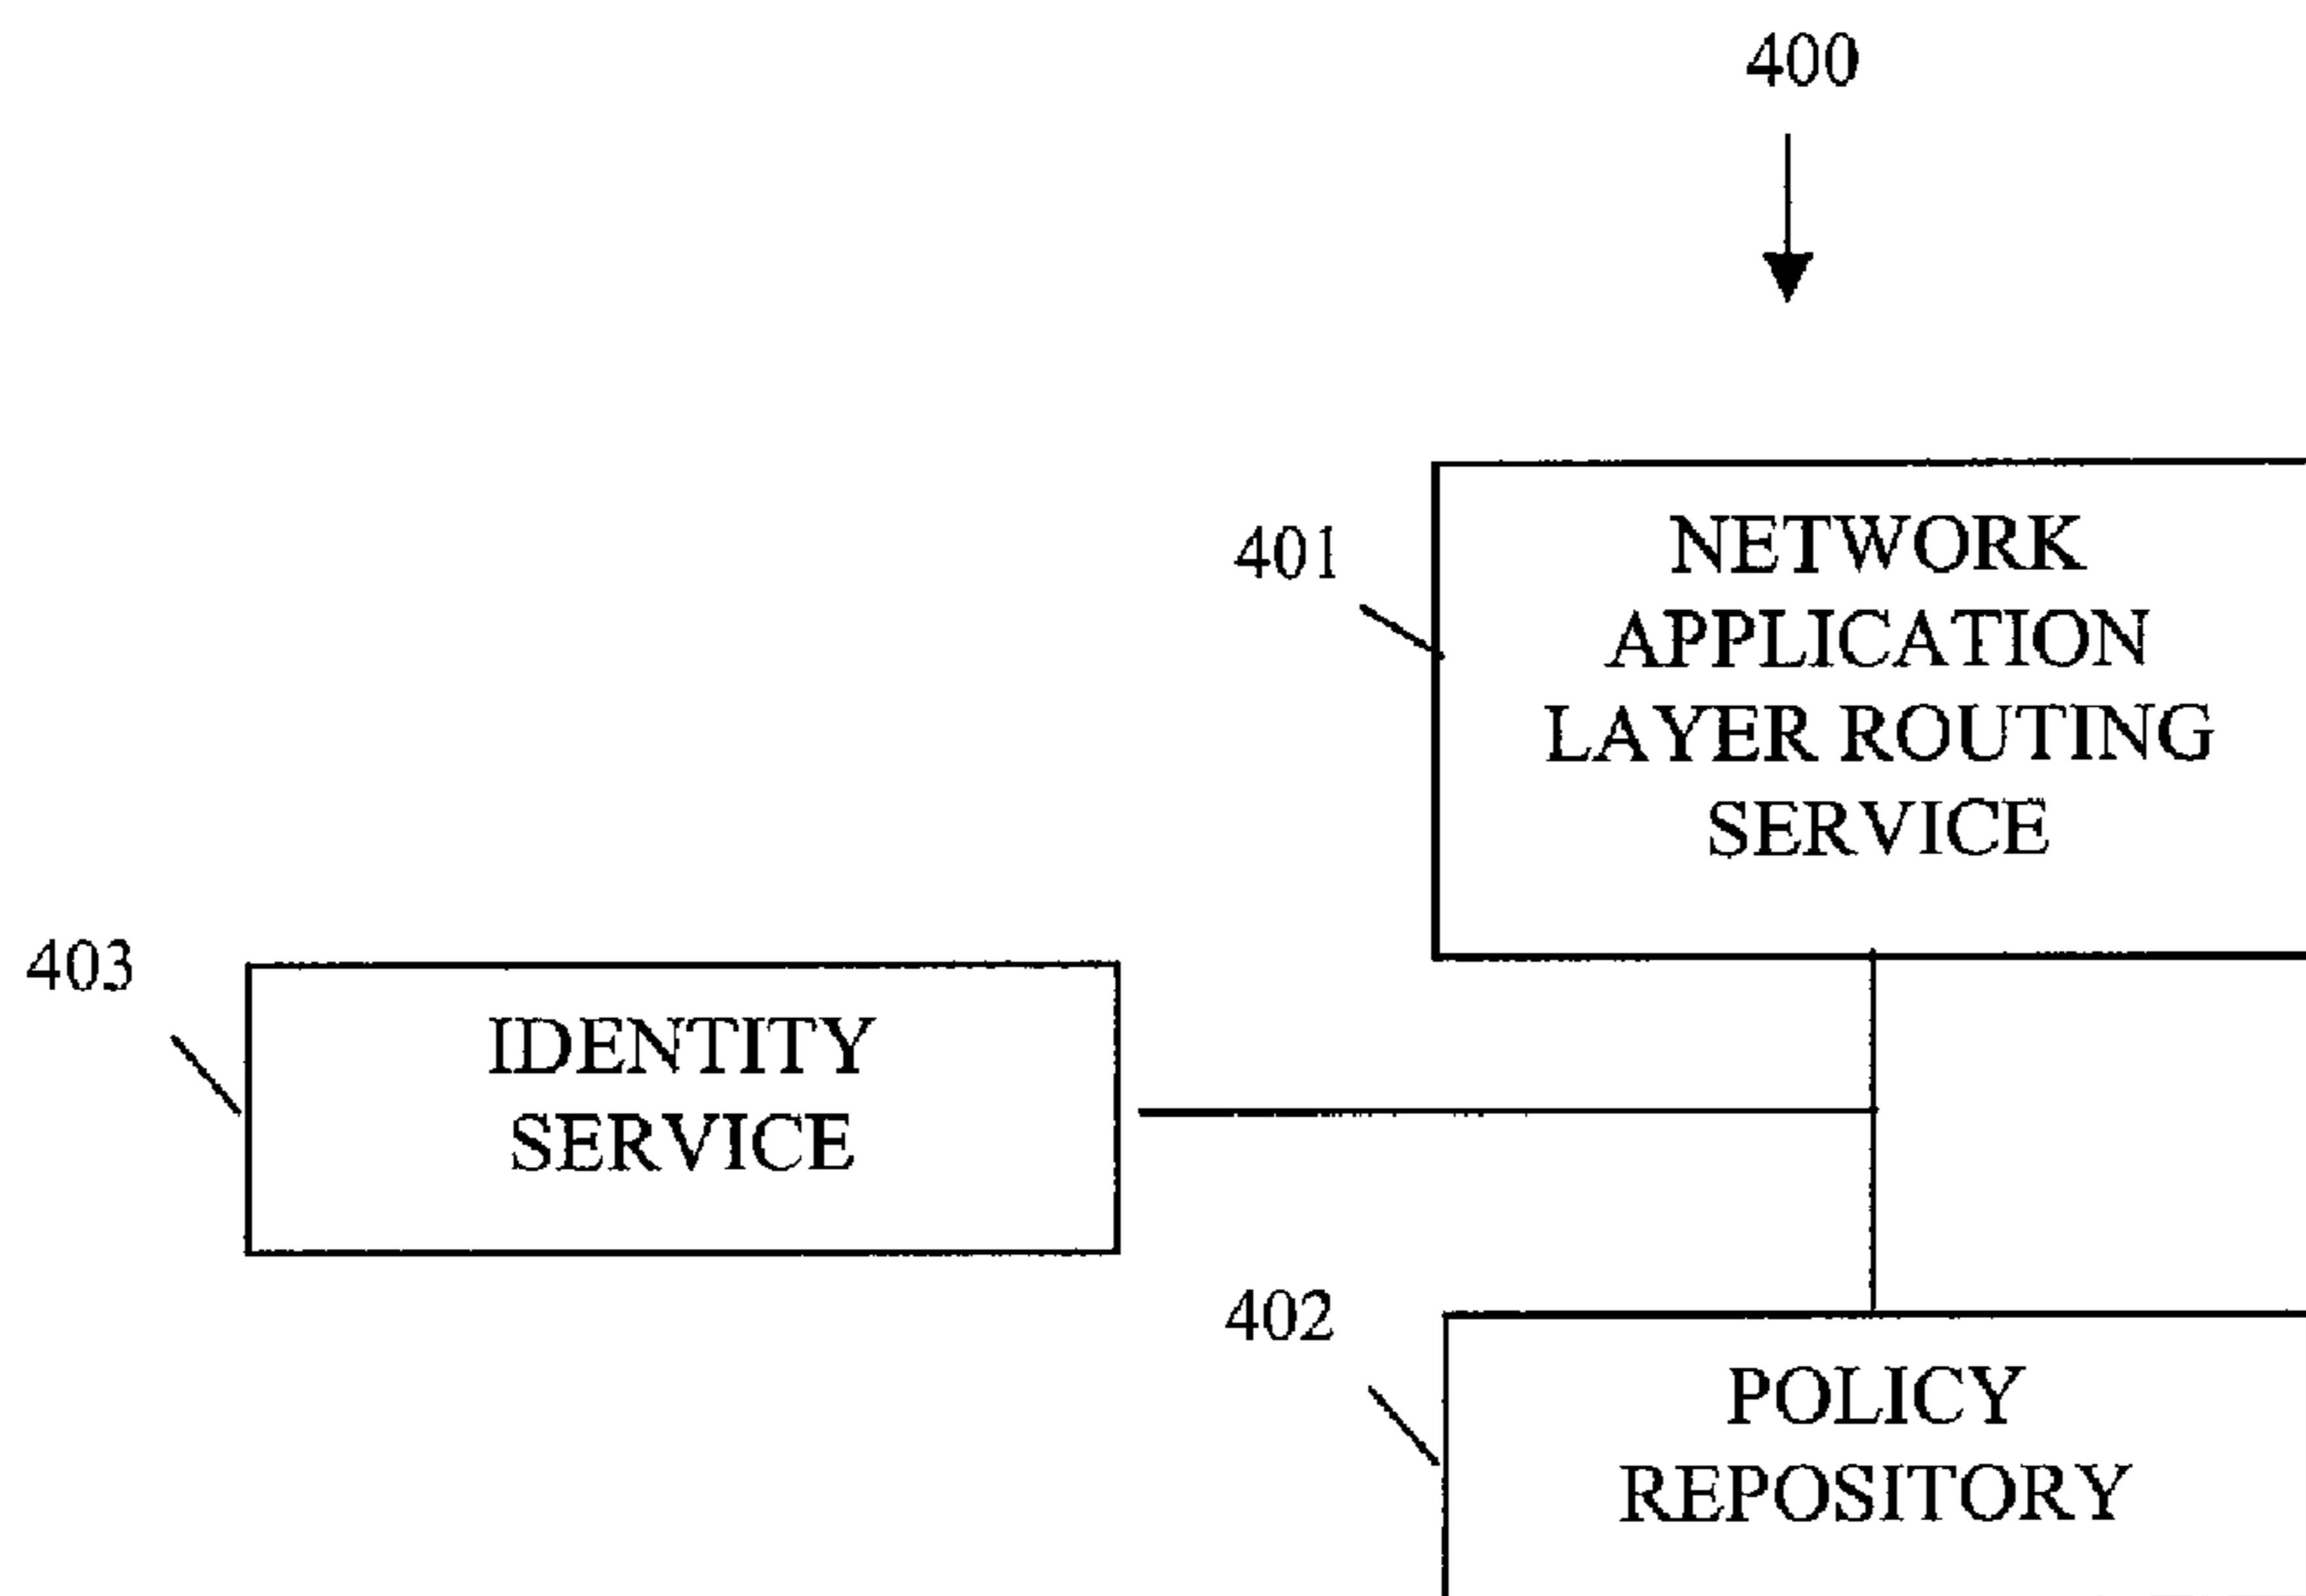 400
401
NETWORK
APPLICATION
LAYER ROUTING
SERVICE
403
IDENTITY
SERVICE
402
POLICY
REPOSITORY